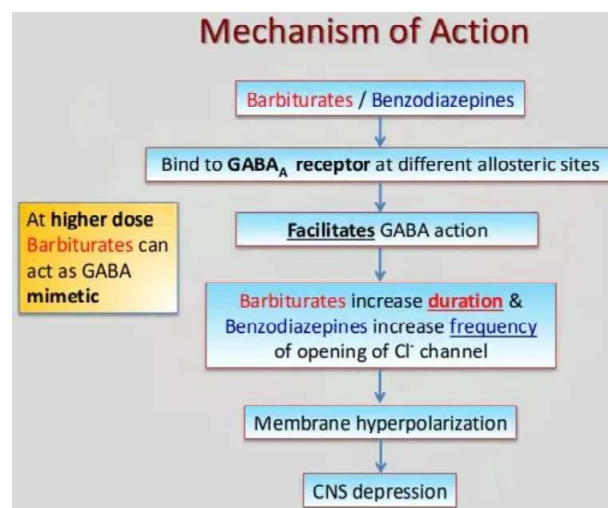 Mechanism of Action
Barbiturates / Benzodiazepines
Bind to GABAA receptor at different allosteric sites
At higher dose
Barbiturates can
act as GABA
mimetic
Facilitates GABA action
Barbiturates increase duration &
Benzodiazepines increase frequency
of opening of Cl- channel
Membrane hyperpolarization
CNS depression